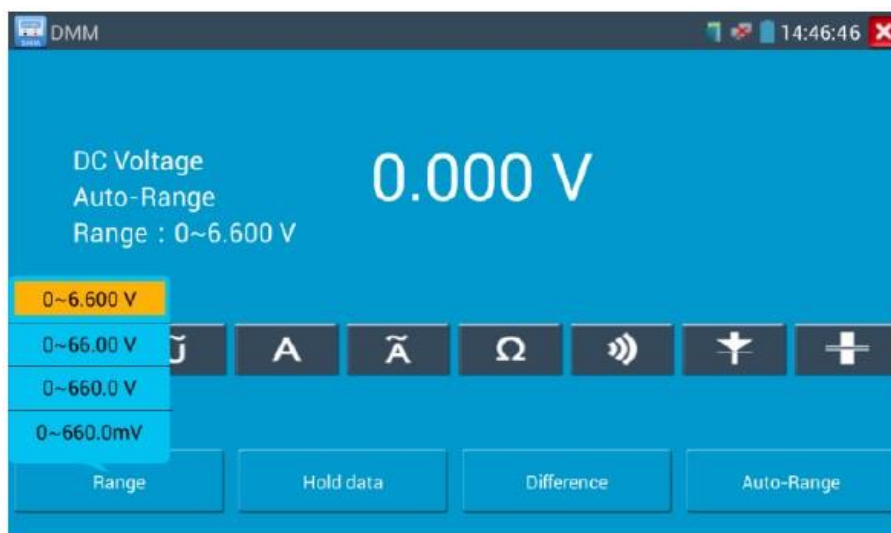 DMM
14:46:46
DC Voltage
0.000 V
Auto-Range
Range : 0~6.600 V
0~6.600 V
0~66.00 V
0~660.0 V
0~660.0mV
A
Ã
Ω
Range
Hold data
Difference
Auto-Range